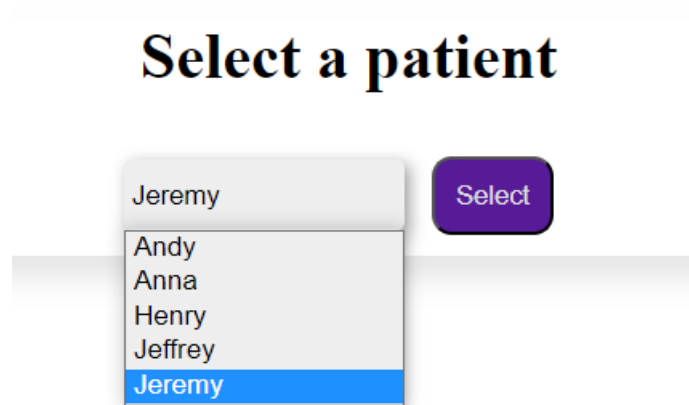 Select a patient
Jeremy Select
Andy
Anna
Henry
Jeffrey
Jeremy